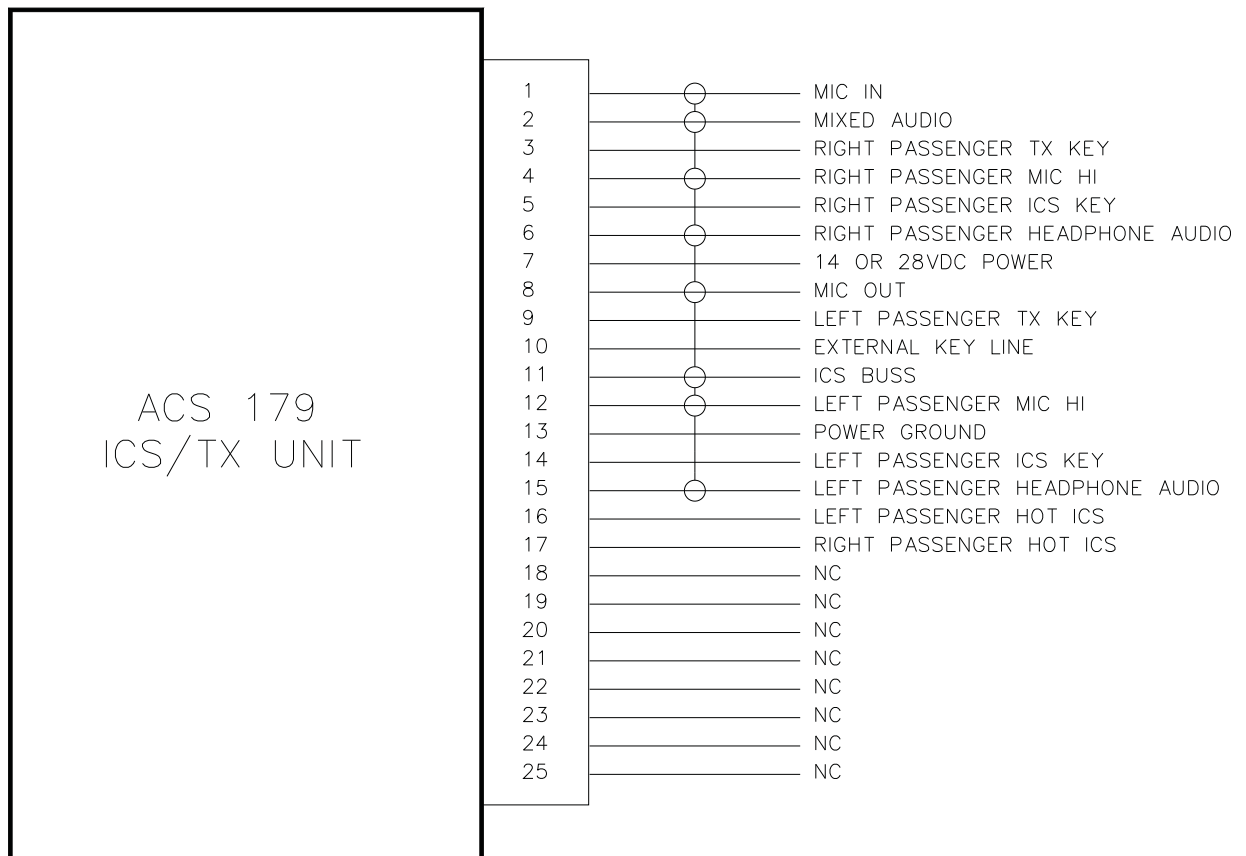 1 MIC IN
2 MIXED AUDIO
3 RIGHT PASSENGER TX KEY
4 RIGHT PASSENGER MIC HI
5 RIGHT PASSENGER ICS KEY
6 RIGHT PASSENGER HEADPHONE AUDIO
7 14 OR 28VDC POWER
8 MIC OUT
9 LEFT PASSENGER TX KEY
10 EXTERNAL KEY LINE
11 ICS BUSS
12 LEFT PASSENGER MIC HI
13 POWER GROUND
14 LEFT PASSENGER ICS KEY
15 LEFT PASSENGER HEADPHONE AUDIO
16 LEFT PASSENGER HOT ICS
17 RIGHT PASSENGER HOT ICS
18 NC
19 NC
20 NC
21 NC
22 NC
23 NC
24 NC
25 NC
ACS 179
ICS/TX UNIT